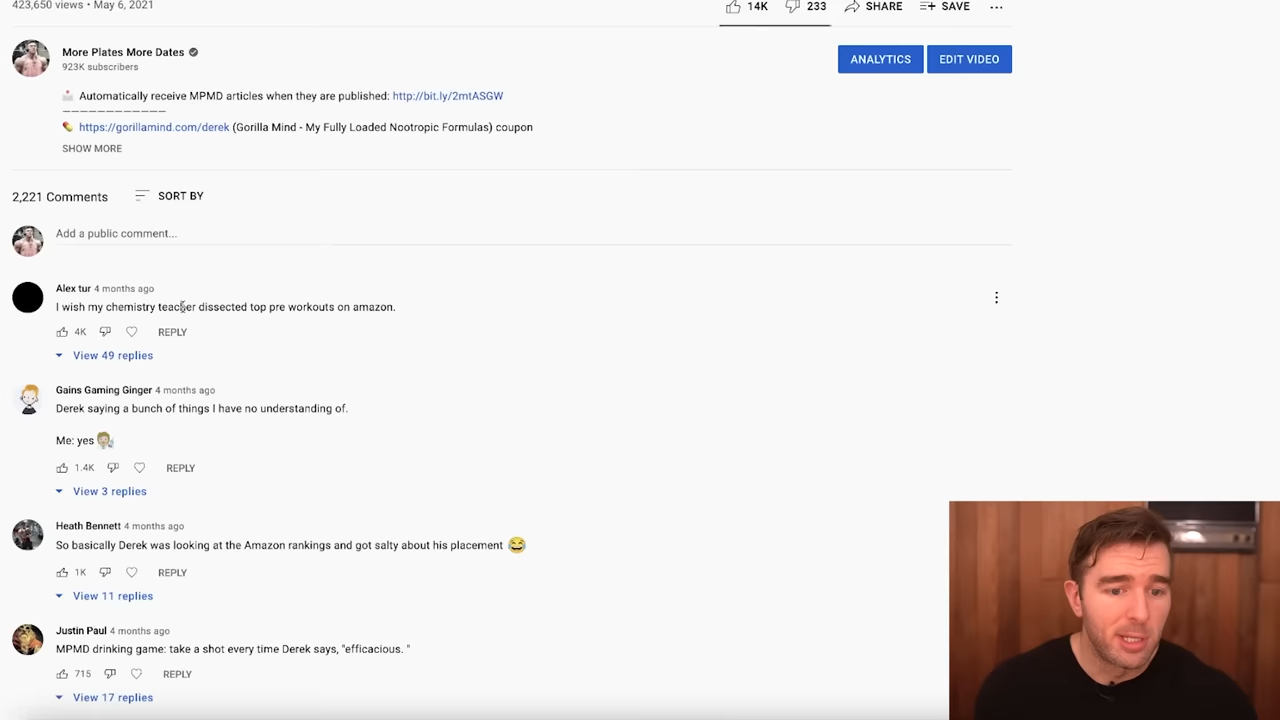 423,650 views • May 6, 2021
14K
233
SHARE
SAVE
More Plates More Dates
923K subscribers
ANALYTICS
EDIT VIDEO
Automatically receive MPMD articles when they are published: http://bit.ly/2mtASGW
————————————
https://gorillamind.com/derek (Gorilla Mind - My Fully Loaded Nootropic Formulas) coupon
SHOW MORE
2,221 Comments
SORT BY
Add a public comment...
Alex tur 4 months ago
I wish my chemistry teacher dissected top pre workouts on amazon.
4K
REPLY
View 49 replies
Gains Gaming Ginger 4 months ago
Derek saying a bunch of things I have no understanding of.
Me: yes
1.4K
REPLY
View 3 replies
Heath Bennett 4 months ago
So basically Derek was looking at the Amazon rankings and got salty about his placement 😂
1K
REPLY
View 11 replies
Justin Paul 4 months ago
MPMD drinking game: take a shot every time Derek says, "efficacious. "
715
REPLY
View 17 replies